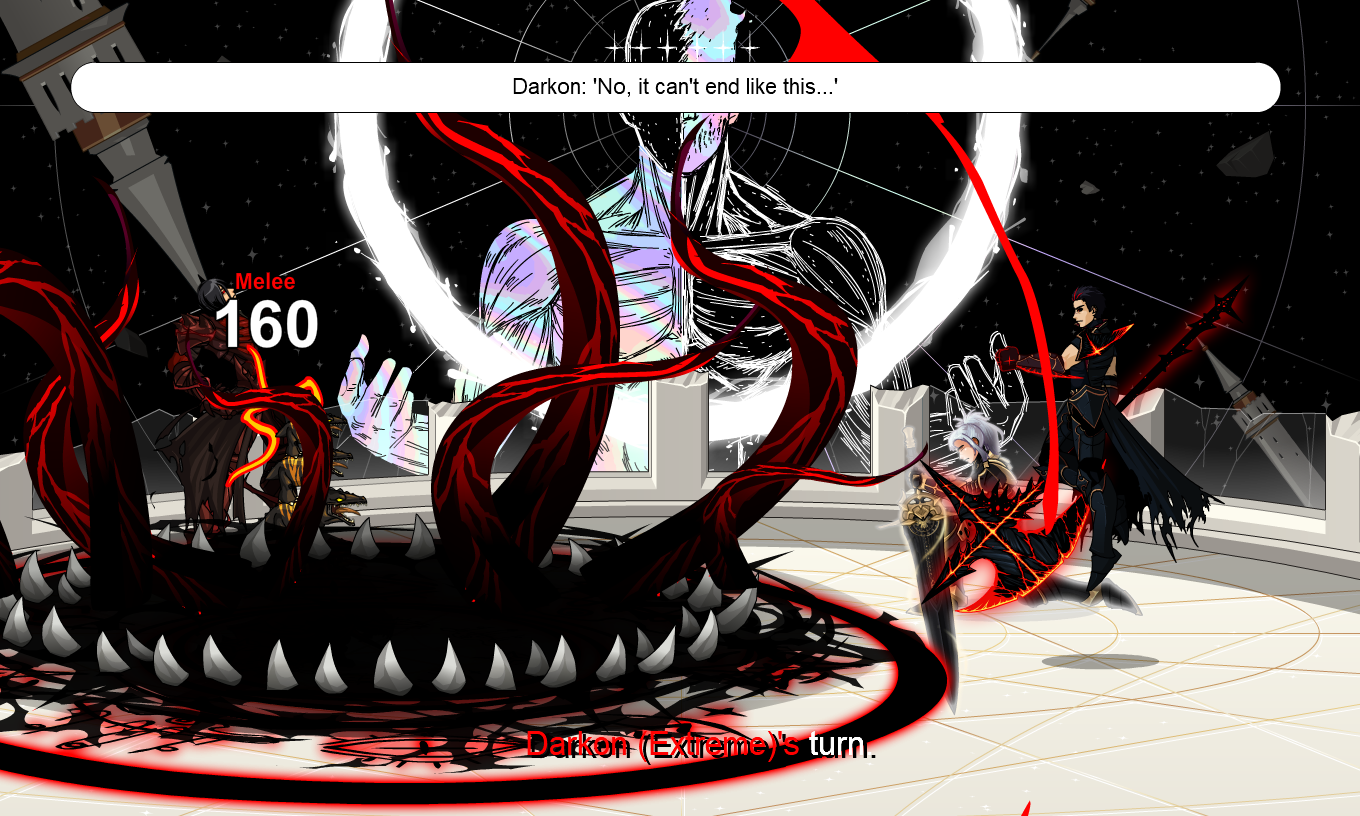 Darkon: 'No, it can't end like this...'
Melee
160
Darkon (Extreme)'s turn.